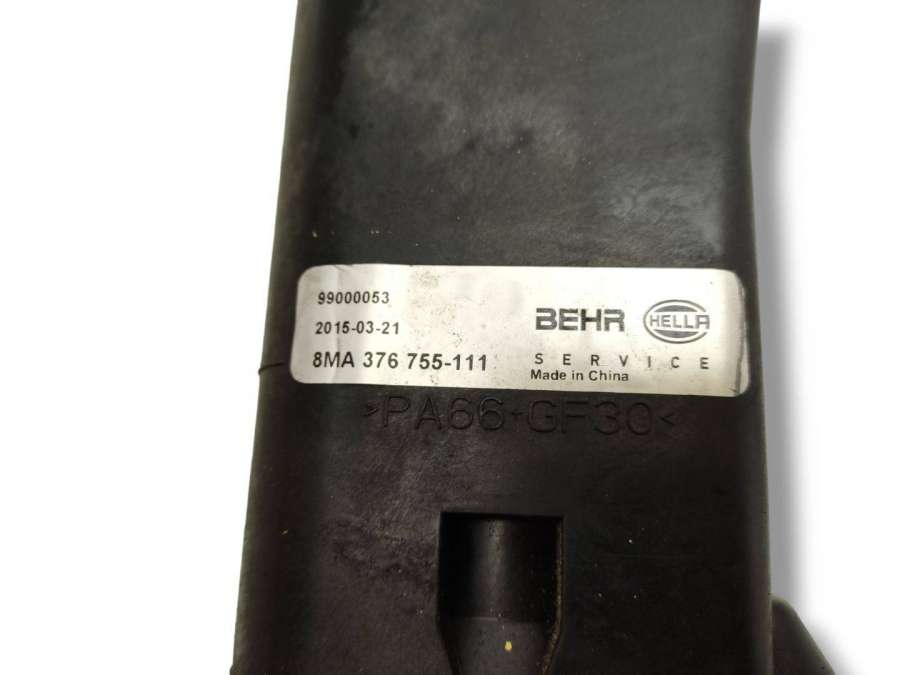 99000053
2015-03-21
8MA 376 755-111
BEHR HELLA
SERVICE
Made in China
>PA66+GF30<